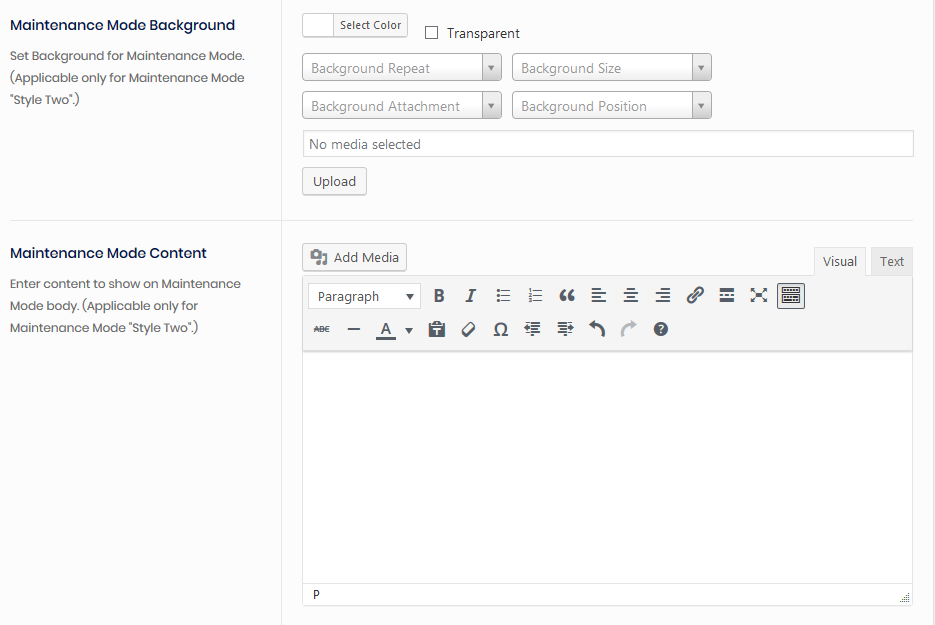 Maintenance Mode Background
Set Background for Maintenance Mode.
(Applicable only for Maintenance Mode
"Style Two".)
Select Color
Transparent
Background Repeat
Background Size
Background Attachment
Background Position
No media selected
Upload
Maintenance Mode Content
Enter content to show on Maintenance
Mode body. (Applicable only for
Maintenance Mode "Style Two".)
Add Media
Visual
Text
Paragraph
B
I
ABC
A
T
Ω
?
P